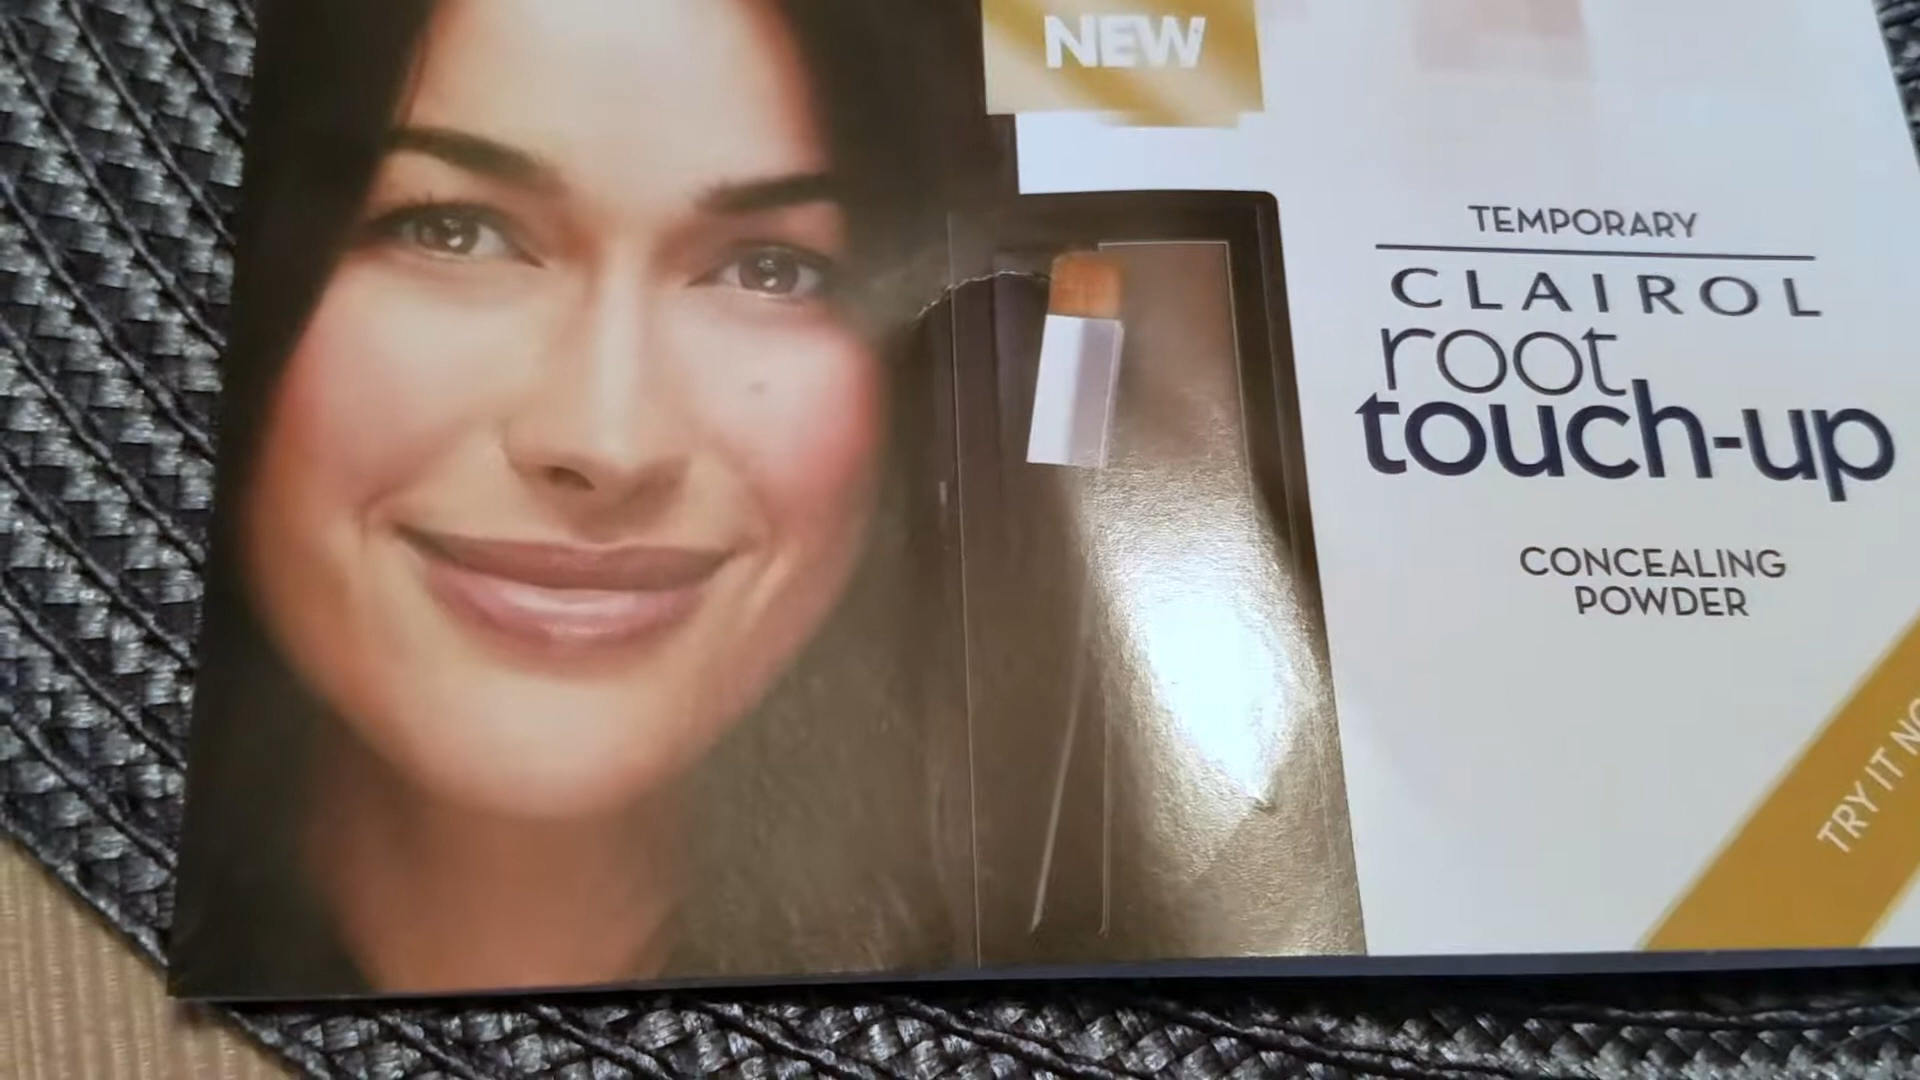 NEW
TEMPORARY
CLAIROL
root
touch-up
CONCEALING
POWDER
TRY IT